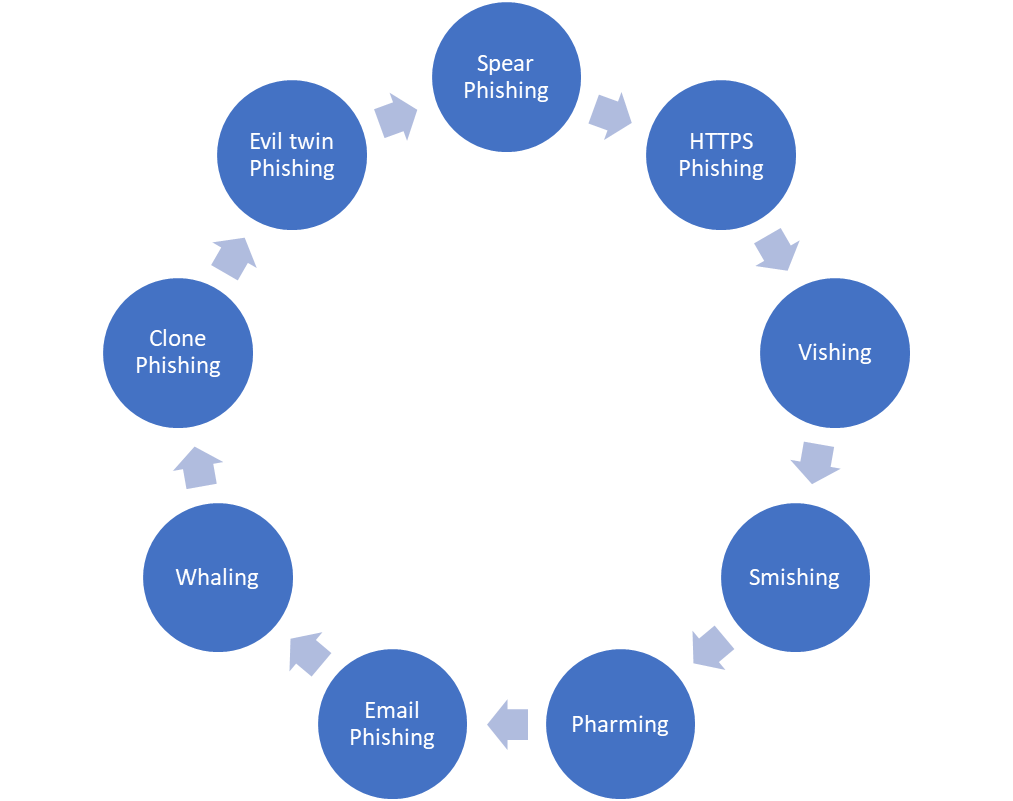 Spear
Phishing
HTTPS
Phishing
Vishing
Smishing
Pharming
Email
Phishing
Whaling
Clone
Phishing
Evil twin
Phishing